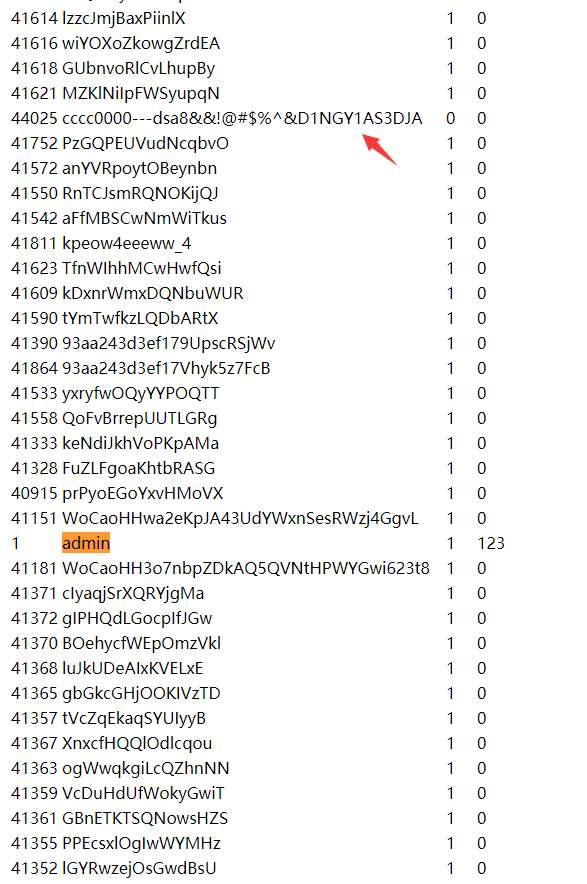 41614 lzzcJmjBaxPiinlX 1 0
41616 wiYOXoZkowgZrdEA 1 0
41618 GUbnvoRlCvLhupBy 1 0
41621 MZKlNiIpFWSyupqN 1 0
44025 cccc0000---dsa8&&!@#$%^&D1NGY1AS3DJA 0 0
41752 PzGQPEUVudNcqbvO 1 0
41572 anYVRpoytOBeynbn 1 0
41550 RnTCJsmRQNOKijQJ 1 0
41542 aFfMBSCwNmWiTkus 1 0
41811 kpeow4eeeww_4 1 0
41623 TfnWIhhMCwHwfQsi 1 0
41609 kDxnrWmxDQNbuWUR 1 0
41590 tYmTwfkzLQDbARtX 1 0
41390 93aa243d3ef179UpscRSjWv 1 0
41864 93aa243d3ef17Vhyk5z7FcB 1 0
41533 yxryfwOQyYYPOQTT 1 0
41558 QoFvBrrepUUTLGRg 1 0
41333 keNdiJkhVoPKpAMa 1 0
41328 FuZLFgoaKhtbRASG 1 0
40915 prPyoEGoYxvHMoVX 1 0
41151 WoCaoHHwa2eKpJA43UdYWxnSesRWzj4GgvL 1 0
1 admin 1 123
41181 WoCaoHH3o7nbpZDkAQ5QVNtHPWYGwi623t8 1 0
41371 cIyaqjSrXQRYjgMa 1 0
41372 gIPHQdLGocpIfJGw 1 0
41370 BOehycfWEpOmzVkl 1 0
41368 luJkUDeAIxKVELxE 1 0
41365 gbGkcGHjOOKIVzTD 1 0
41357 tVcZqEkaqSYUIyyB 1 0
41367 XnxcfHQQlOdlcqou 1 0
41363 ogWwqkgiLcQZhnNN 1 0
41359 VcDuHdUfWokyGwiT 1 0
41361 GBnETKTSQNowsHZS 1 0
41355 PPEcsxlOgIwWYMHz 1 0
41352 lGYRwzejOsGwdBsU 1 0